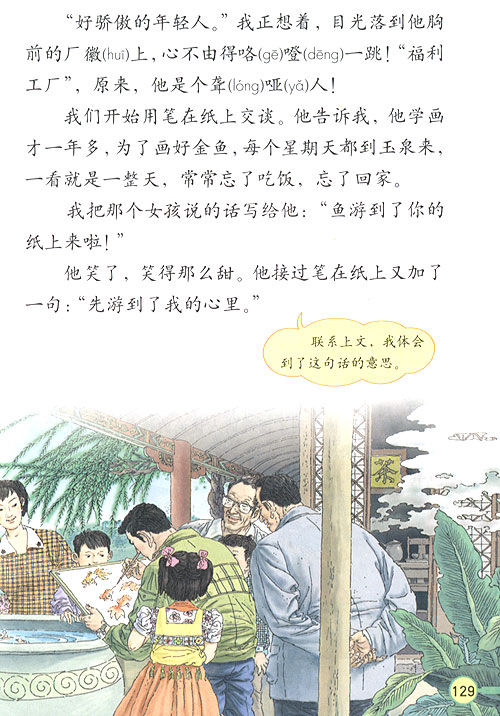 “好骄傲的年轻人。”我正想着，目光落到他胸
前的厂徽(huī)上，心不由得咯(gē)噔(dēng)一跳！“福利
工厂”，原来，他是个聋(lóng)哑(yǎ)人！
我们开始用笔在纸上交谈。他告诉我，他学画
才一年多，为了画好金鱼，每个星期天都到玉泉来，
一看就是一整天，常常忘了吃饭，忘了回家。
我把那个女孩说的话写给他：“鱼游到了你的
纸上来啦！”
他笑了，笑得那么甜。他接过笔在纸上又加了
一句：“先游到了我的心里。”
联系上文，我体会
到了这句话的意思。
茶
129